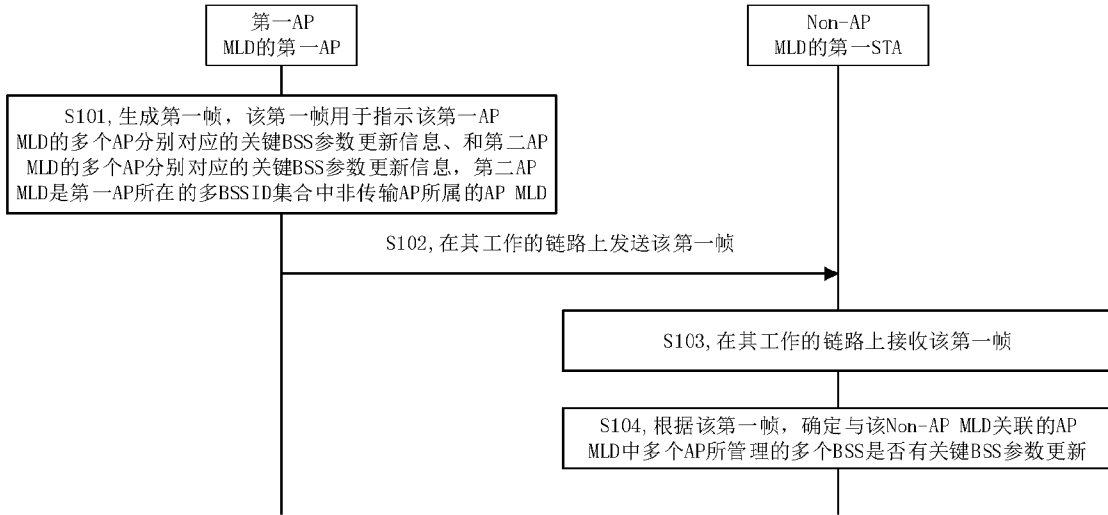 第一AP
MLD的第一AP
Non-AP
MLD的第一STA
S101,生成第一帧，该第一帧用于指示该第一AP
MLD的多个AP分别对应的关键BSS参数更新信息、和第二AP
MLD的多个AP分别对应的关键BSS参数更新信息，第二AP
MLD是第一AP所在的多BSSID集合中非传输AP所属的AP MLD
S102,在其工作的链路上发送该第一帧
S103,在其工作的链路上接收该第一帧
S104,根据该第一帧，确定与该Non-AP MLD关联的AP
MLD中多个AP所管理的多个BSS是否有关键BSS参数更新